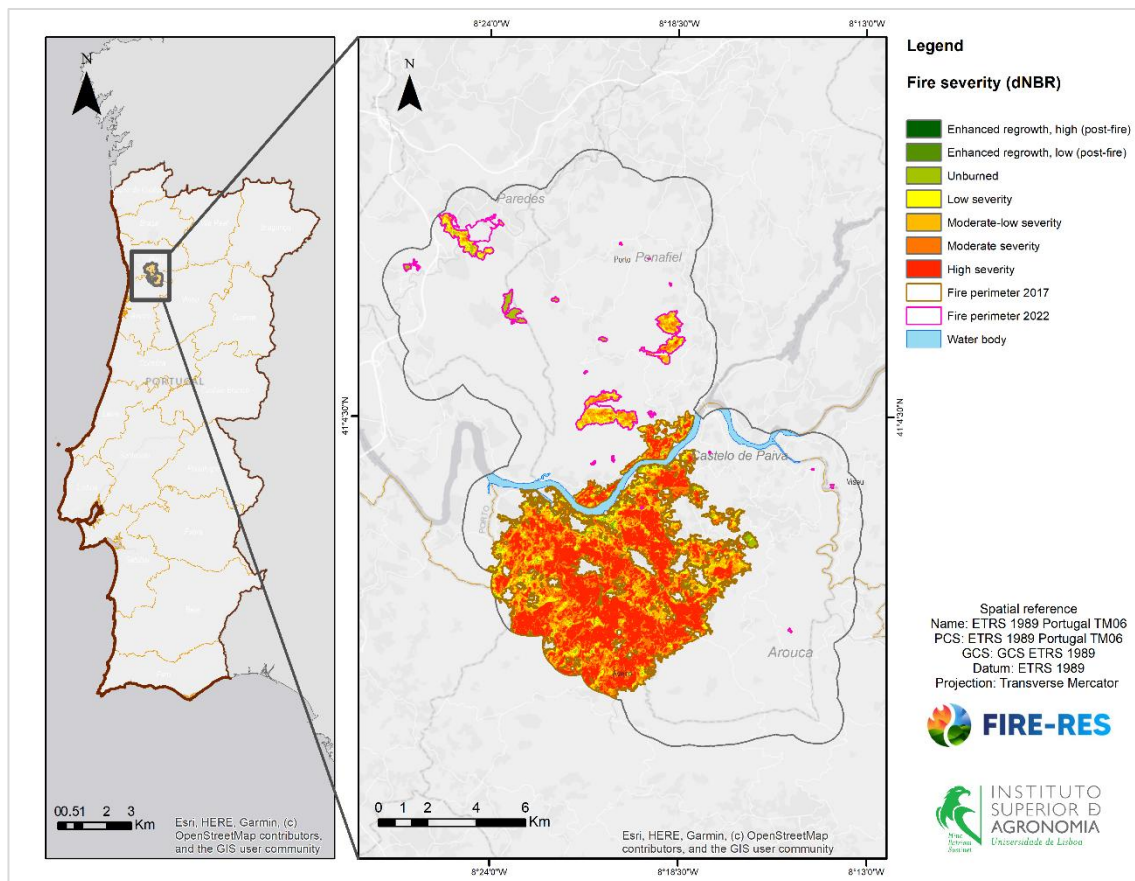 8°24'0"W
8°18'30"W
8°13'0"W
N
N
Paredes
Porto
Penafiel
PORTUGAL
41°4'30"N
41°4'30"N
Castelo de Paiva
Viseu
PORTO
Arouca
00.51 2 3
Km
Esri, HERE, Garmin, (c)
OpenStreetMap contributors,
and the GIS user community
0 1 2 4 6
Km
Esri, HERE, Garmin, (c) OpenStreetMap
contributors, and the GIS user community
8°24'0"W
8°18'30"W
8°13'0"W
Legend
Fire severity (dNBR)
Enhanced regrowth, high (post-fire)
Enhanced regrowth, low (post-fire)
Unburned
Low severity
Moderate-low severity
Moderate severity
High severity
Fire perimeter 2017
Fire perimeter 2022
Water body
Spatial reference
Name: ETRS 1989 Portugal TM06
PCS: ETRS 1989 Portugal TM06
GCS: GCS ETRS 1989
Datum: ETRS 1989
Projection: Transverse Mercator
FIRE-RES
INSTITUTO
SUPERIOR Ð
AGRONOMIA
Universidade de Lisboa